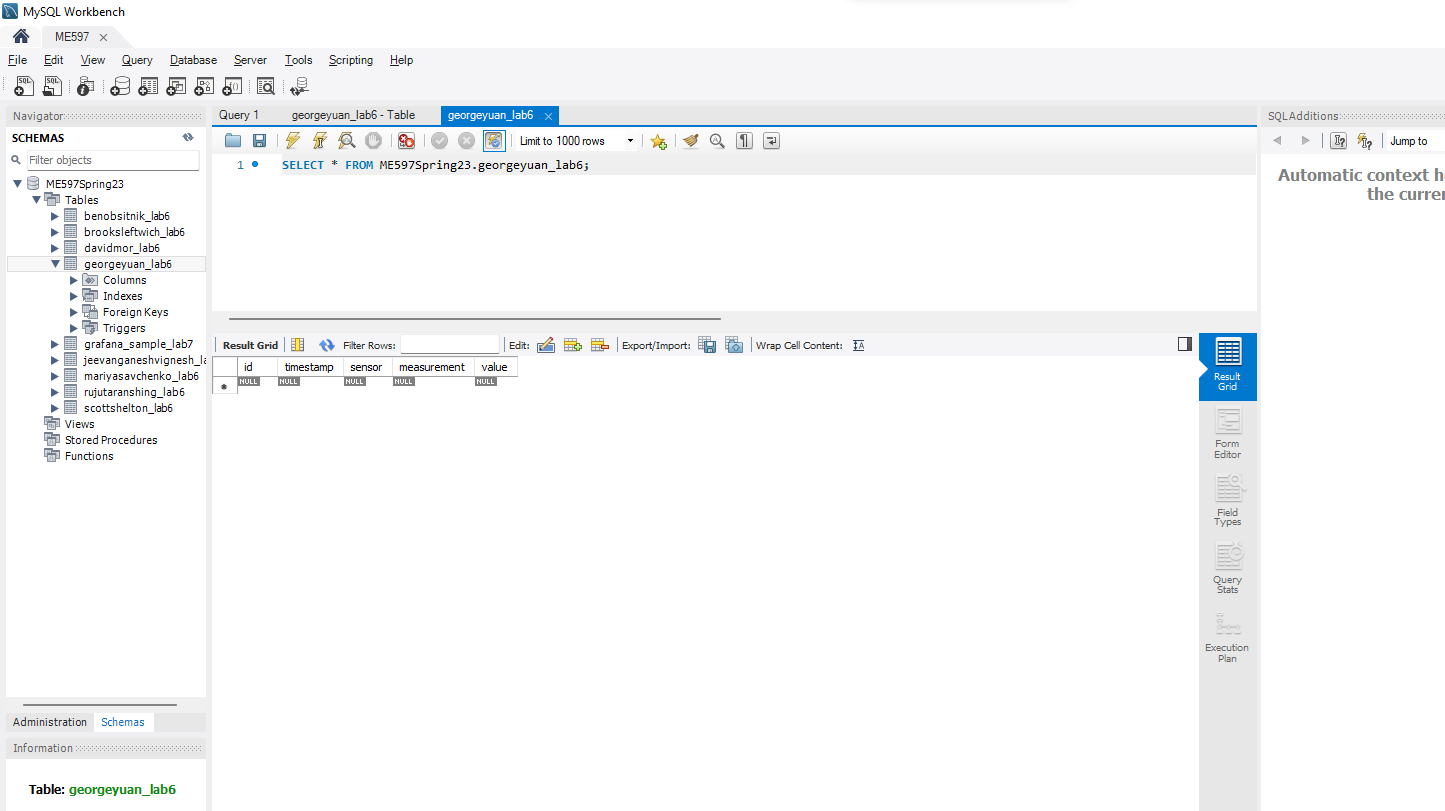 MySQL Workbench
ME597
File Edit View Query Database Server Tools Scripting Help
Navigator
SCHEMAS
Filter objects
ME597Spring23
Tables
benobsitnik_lab6
brooksleftwich_lab6
davidmor_lab6
georgeyuan_lab6
Columns
Indexes
Foreign Keys
Triggers
grafana_sample_lab7
jeevanganeshvignesh_la
mariyasavchenko_lab6
rujutaranshing_lab6
scottshelton_lab6
Views
Stored Procedures
Functions
Administration Schemas
Information
Table: georgeyuan_lab6
Query 1 georgeyuan_lab6 - Table georgeyuan_lab6
Limit to 1000 rows
1 SELECT * FROM ME597Spring23.georgeyuan_lab6;
Result Grid Filter Rows: Edit: Export/Import: Wrap Cell Content:
id timestamp sensor measurement value
NULL NULL NULL NULL NULL
Result
Grid
Form
Editor
Field
Types
Query
Stats
Execution
Plan
SQLAdditions
Jump to
Automatic context h
the curre